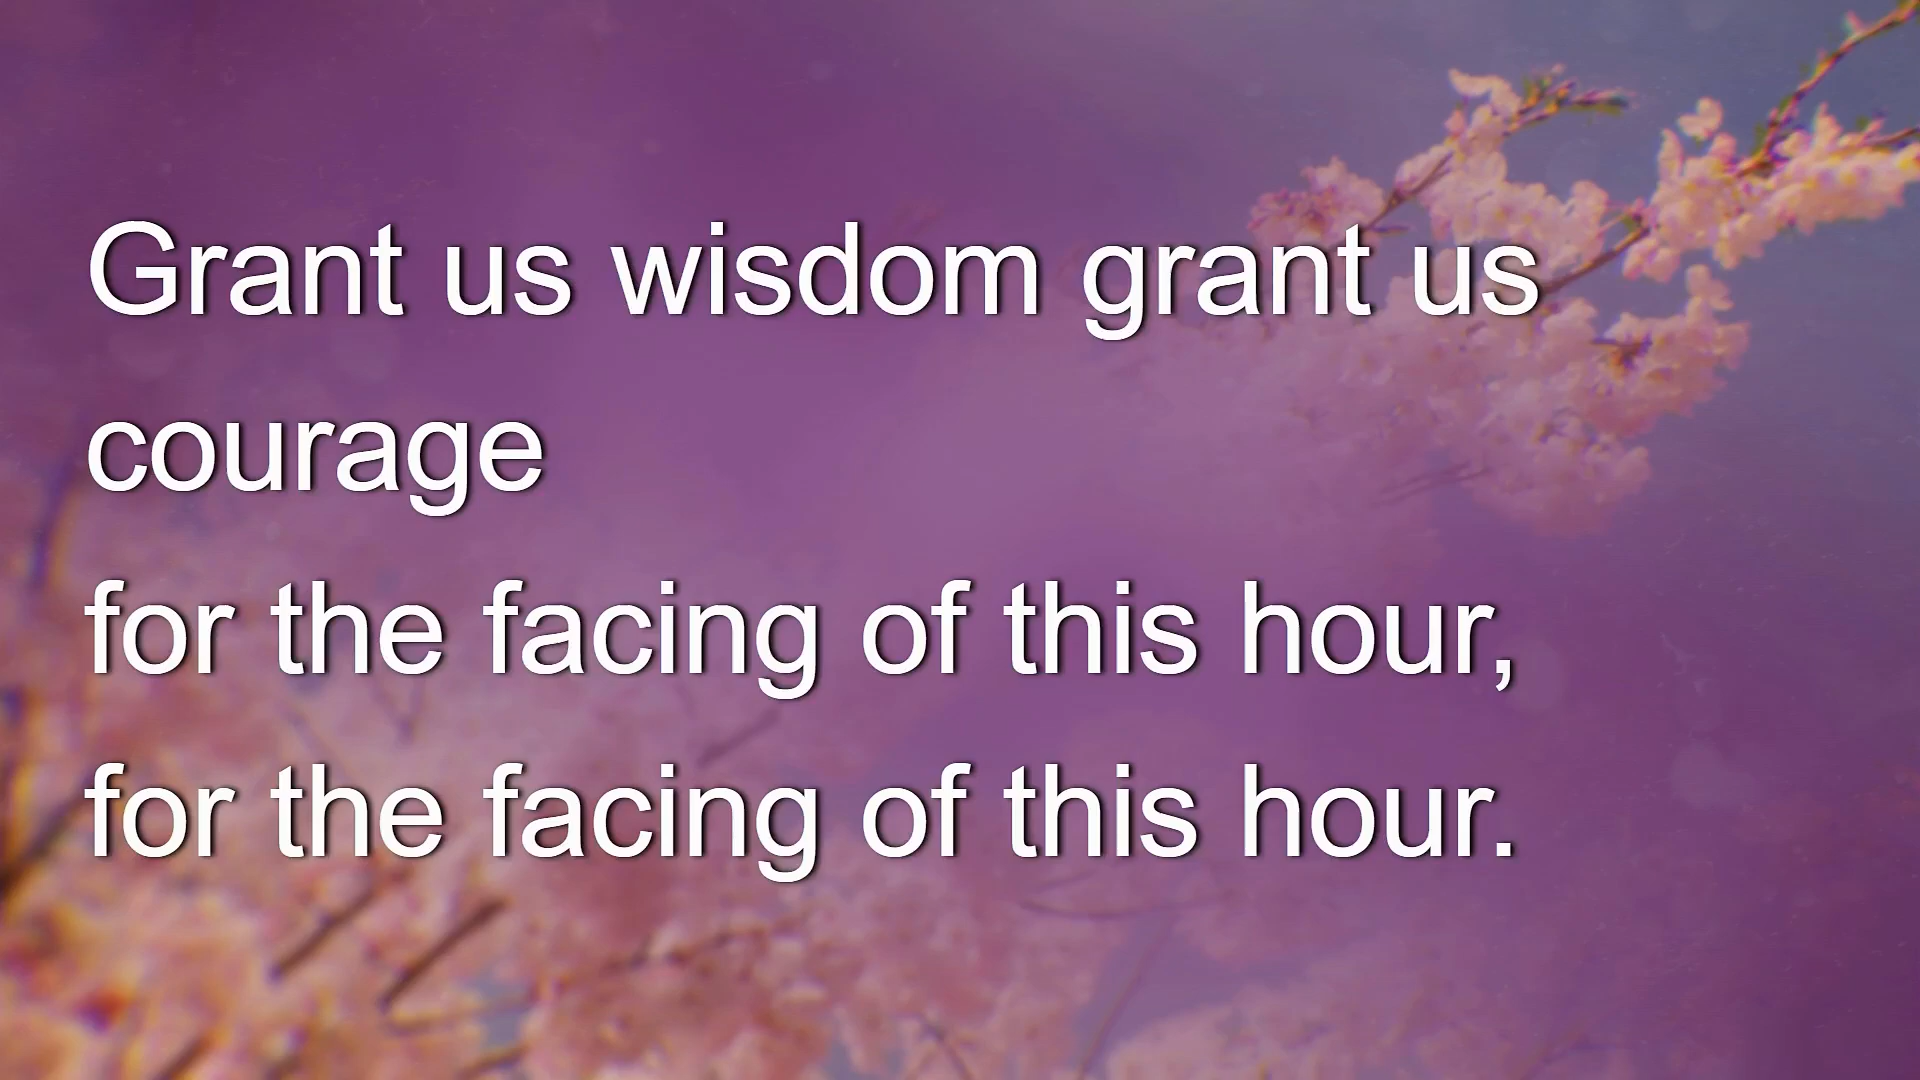 Grant us wisdom grant us
courage
for the facing of this hour,
for the facing of this hour.